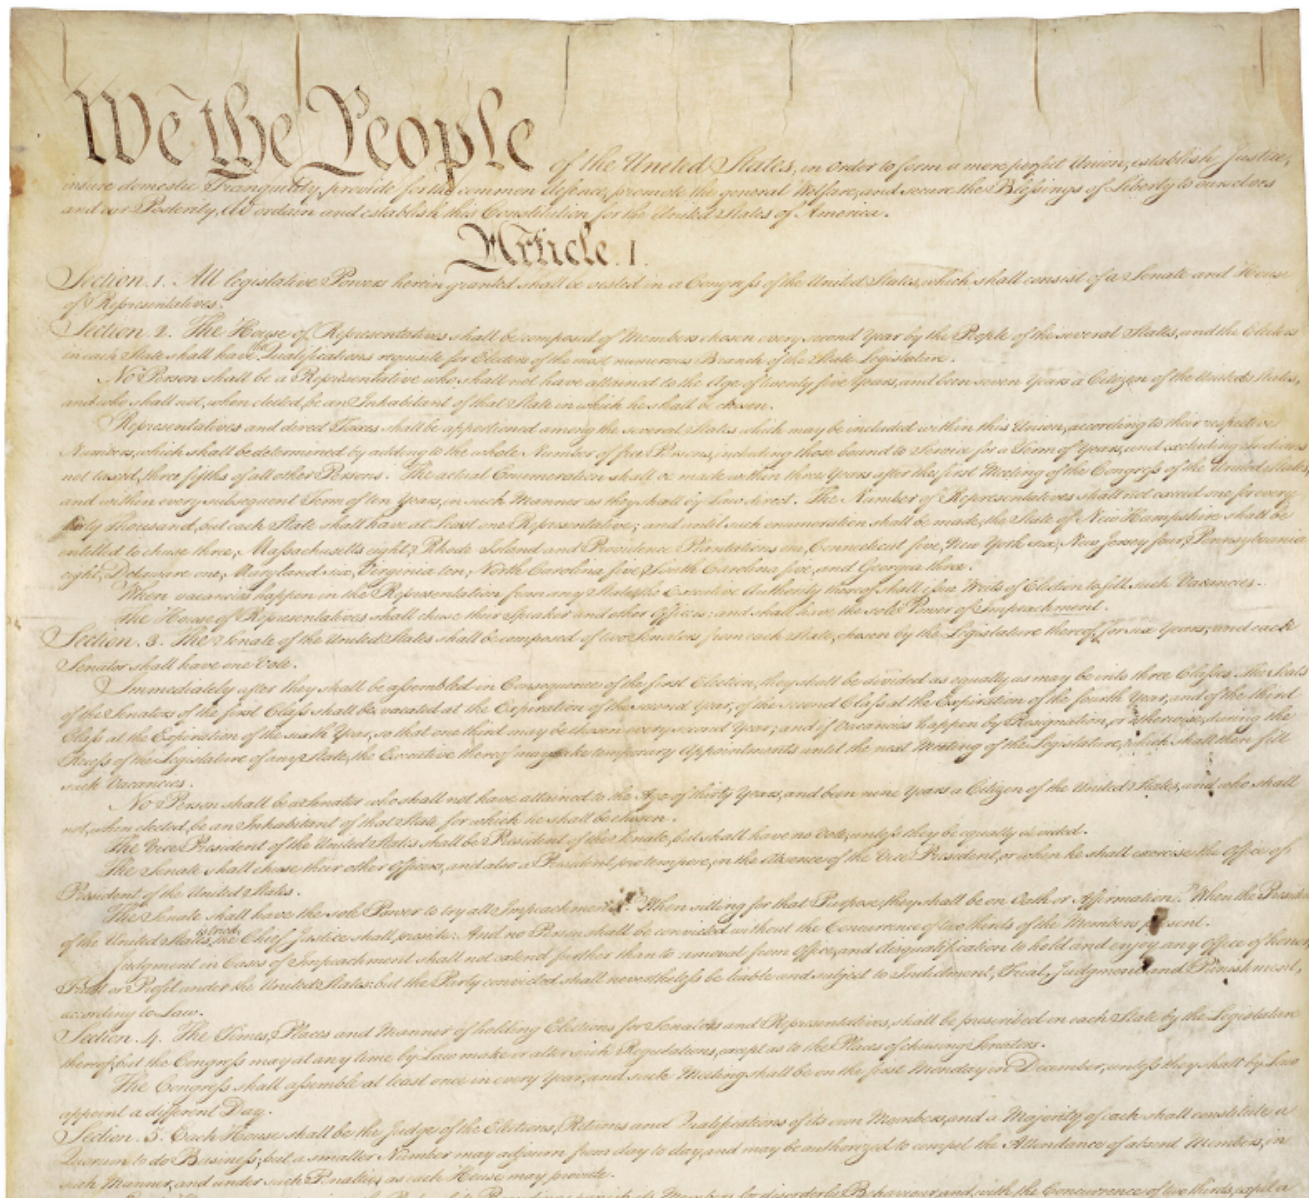 We the People of the United States, in Order to form a more perfect Union, establish Justice,
insure domestic Tranquility, provide for the common defence, promote the general Welfare, and secure the Blessings of Liberty to ourselves
and our Posterity, do ordain and establish this Constitution for the United States of America.
Article. I.
Section. 1. All legislative Powers herein granted shall be vested in a Congress of the United States, which shall consist of a Senate and House
of Representatives.
Section. 2. The House of Representatives shall be composed of Members chosen every second Year by the People of the several States, and the Electors
in each State shall have the Qualifications requisite for Electors of the most numerous Branch of the State Legislature.
No Person shall be a Representative who shall not have attained to the Age of twenty five Years, and been seven Years a Citizen of the United States,
and who shall not, when elected, be an Inhabitant of that State in which he shall be chosen.
Representatives and direct Taxes shall be apportioned among the several States which may be included within this Union, according to their respective
Numbers, which shall be determined by adding to the whole Number of free Persons, including those bound to Service for a Term of Years, and excluding Indians
not taxed, three fifths of all other Persons. The actual Enumeration shall be made within three Years after the first Meeting of the Congress of the United States,
and within every subsequent Term of ten Years, in such Manner as they shall by Law direct. The Number of Representatives shall not exceed one for every
thirty Thousand, but each State shall have at Least one Representative; and until such enumeration shall be made, the State of New Hampshire shall be
entitled to chuse three, Massachusetts eight, Rhode Island and Providence Plantations one, Connecticut five, New York six, New Jersey four, Pennsylvania
eight, Delaware one, Maryland six, Virginia ten, North Carolina five, South Carolina five, and Georgia three.
When vacancies happen in the Representation from any State, the Executive Authority thereof shall issue Writs of Election to fill such Vacancies.
The House of Representatives shall chuse their Speaker and other Officers; and shall have the sole Power of Impeachment.
Section. 3. The Senate of the United States shall be composed of two Senators from each State, chosen by the Legislature thereof, for six Years; and each
Senator shall have one Vote.
Immediately after they shall be assembled in Consequence of the first Election, they shall be divided as equally as may be into three Classes. The Seats
of the Senators of the first Class shall be vacated at the Expiration of the second Year, of the second Class at the Expiration of the fourth Year, and of the third
Class at the Expiration of the sixth Year, so that one third may be chosen every second Year; and if Vacancies happen by Resignation, or otherwise, during the
Recess of the Legislature of any State, the Executive thereof may make temporary Appointments until the next Meeting of the Legislature, which shall then fill
such Vacancies.
No Person shall be a Senator who shall not have attained to the Age of thirty Years, and been nine Years a Citizen of the United States, and who shall
not, when elected, be an Inhabitant of that State for which he shall be chosen.
The Vice President of the United States shall be President of the Senate, but shall have no Vote, unless they be equally divided.
The Senate shall chuse their other Officers, and also a President pro tempore, in the Absence of the Vice President, or when he shall exercise the Office of
President of the United States.
The Senate shall have the sole Power to try all Impeachments. When sitting for that Purpose, they shall be on Oath or Affirmation. When the President
of the United States is tried, the Chief Justice shall preside: And no Person shall be convicted without the Concurrence of two thirds of the Members present.
Judgment in Cases of Impeachment shall not extend further than to removal from Office, and disqualification to hold and enjoy any Office of honor,
Trust or Profit under the United States: but the Party convicted shall nevertheless be liable and subject to Indictment, Trial, Judgment and Punishment,
according to Law.
Section. 4. The Times, Places and Manner of holding Elections for Senators and Representatives, shall be prescribed in each State by the Legislature
thereof; but the Congress may at any time by Law make or alter such Regulations, except as to the Places of chusing Senators.
The Congress shall assemble at least once in every Year, and such Meeting shall be on the first Monday in December, unless they shall by Law
appoint a different Day.
Section. 5. Each House shall be the Judge of the Elections, Returns and Qualifications of its own Members, and a Majority of each shall constitute a
Quorum to do Business; but a smaller Number may adjourn from day to day, and may be authorized to compel the Attendance of absent Members, in
such Manner, and under such Penalties as each House may provide.